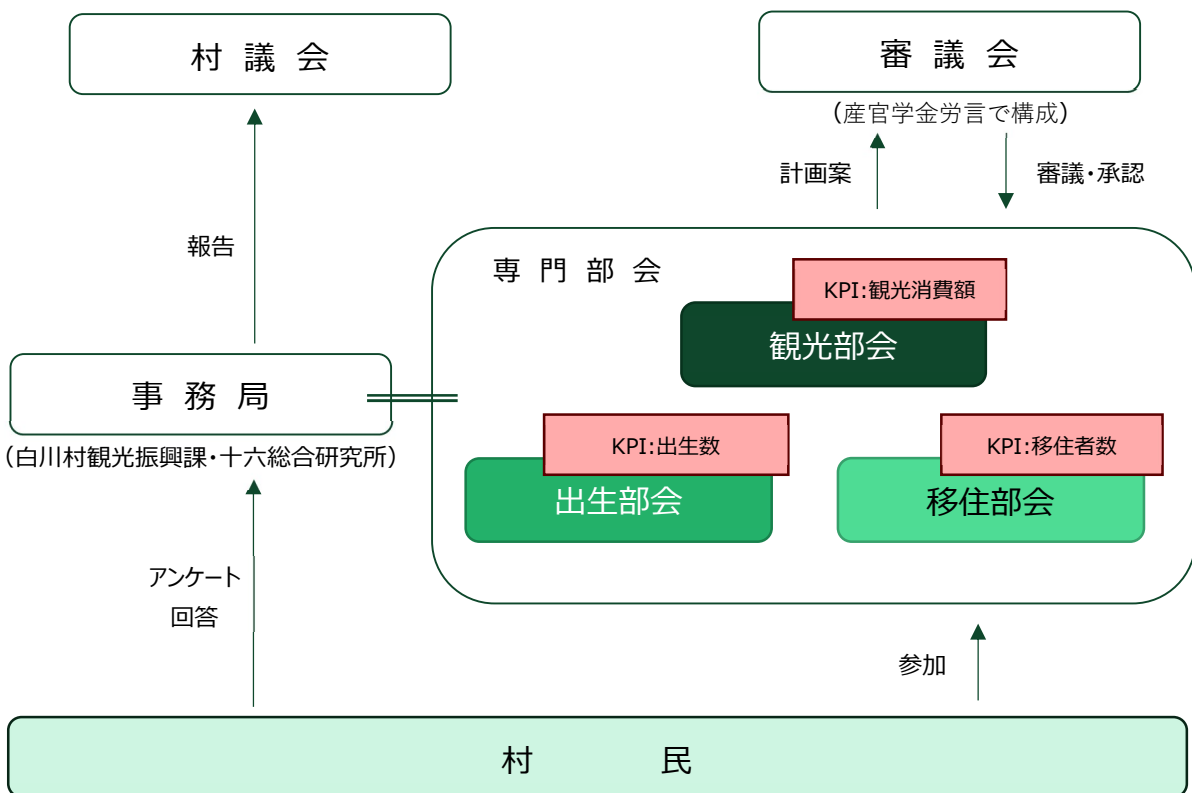 村議会
審議会
(産官学金労言で構成)
計画案
審議・承認
報告
専門部会
KPI:観光消費額
観光部会
事務局
(白川村観光振興課・十六総合研究所)
KPI:出生数
出生部会
KPI:移住者数
移住部会
アンケート
回答
参加
村民